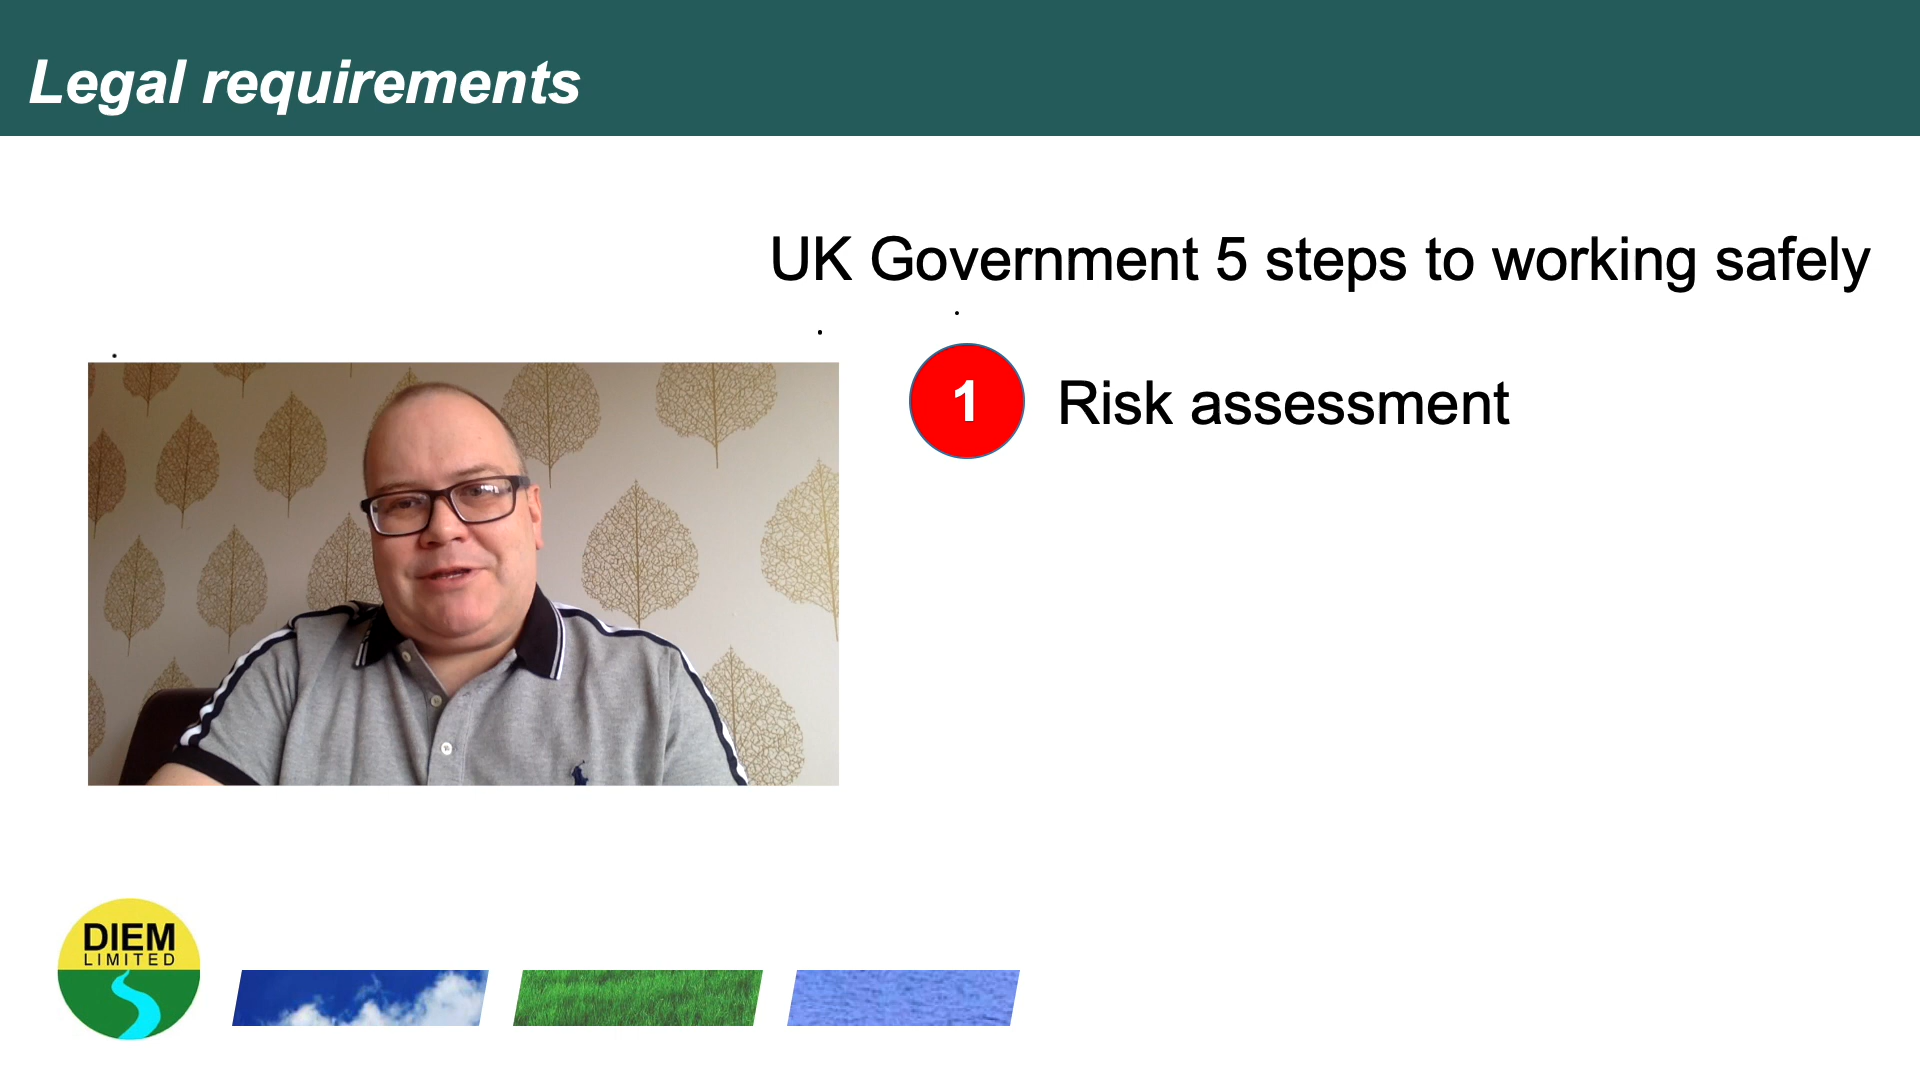 Legal requirements
UK Government 5 steps to working safely
1
Risk assessment
DIEM
LIMITED